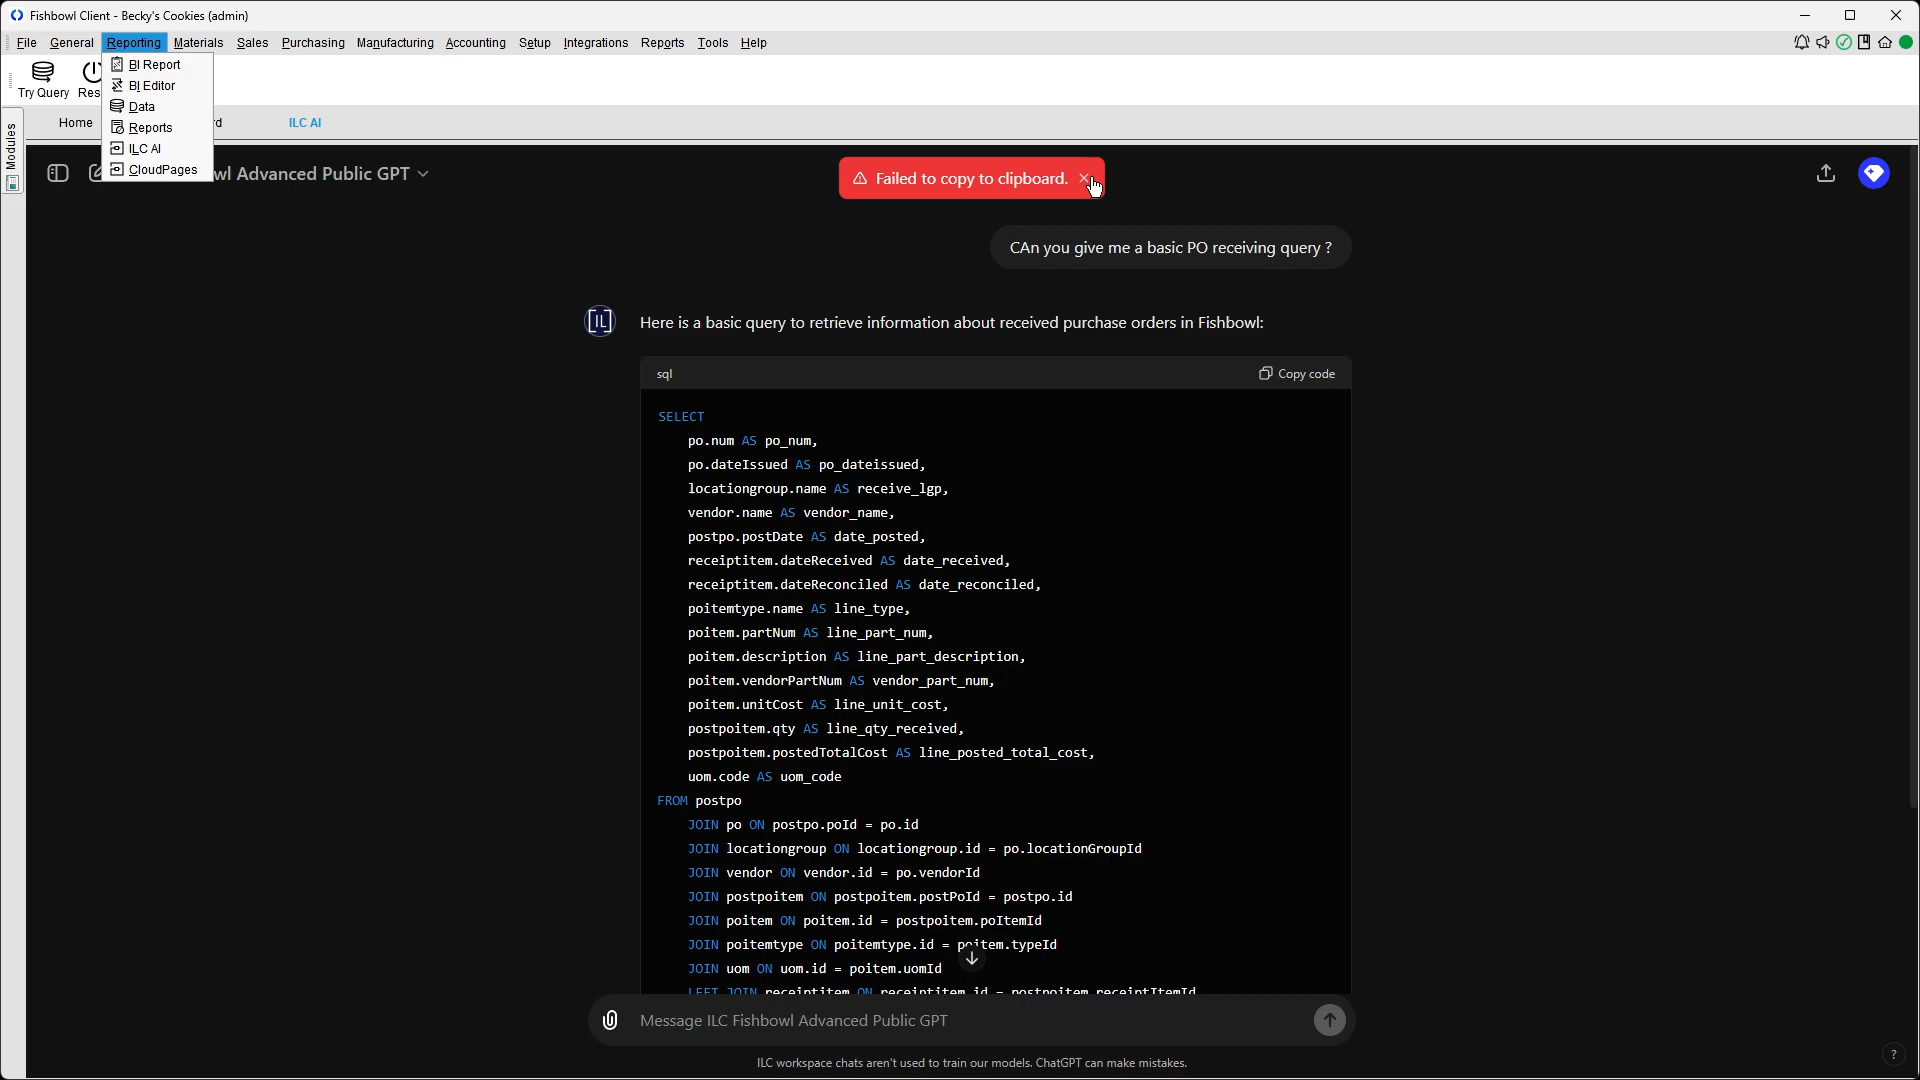 Fishbowl Client - Becky's Cookies (admin)
File General Reporting Materials Sales Purchasing Manufacturing Accounting Setup Integrations Reports Tools Help
BI Report
BI Editor
Data
Reports
ILC AI
CloudPages
Try Query Res
Home rd ILC AI
Modules
wl Advanced Public GPT
Failed to copy to clipboard.
CAn you give me a basic PO receiving query ?
[IL]
Here is a basic query to retrieve information about received purchase orders in Fishbowl:
sql Copy code
SELECT
po.num AS po_num,
po.dateIssued AS po_dateissued,
locationgroup.name AS receive_lgp,
vendor.name AS vendor_name,
postpo.postDate AS date_posted,
receiptitem.dateReceived AS date_received,
receiptitem.dateReconciled AS date_reconciled,
poitemtype.name AS line_type,
poitem.partNum AS line_part_num,
poitem.description AS line_part_description,
poitem.vendorPartNum AS vendor_part_num,
poitem.unitCost AS line_unit_cost,
postpoitem.qty AS line_qty_received,
postpoitem.postedTotalCost AS line_posted_total_cost,
uom.code AS uom_code
FROM postpo
JOIN po ON postpo.poId = po.id
JOIN locationgroup ON locationgroup.id = po.locationGroupId
JOIN vendor ON vendor.id = po.vendorId
JOIN postpoitem ON postpoitem.postPoId = postpo.id
JOIN poitem ON poitem.id = postpoitem.poItemId
JOIN poitemtype ON poitemtype.id = poitem.typeId
JOIN uom ON uom.id = poitem.uomId
LEFT JOIN receiptitem ON receiptitem.id = postpoitem.receiptItemId
Message ILC Fishbowl Advanced Public GPT
ILC workspace chats aren't used to train our models. ChatGPT can make mistakes.
?